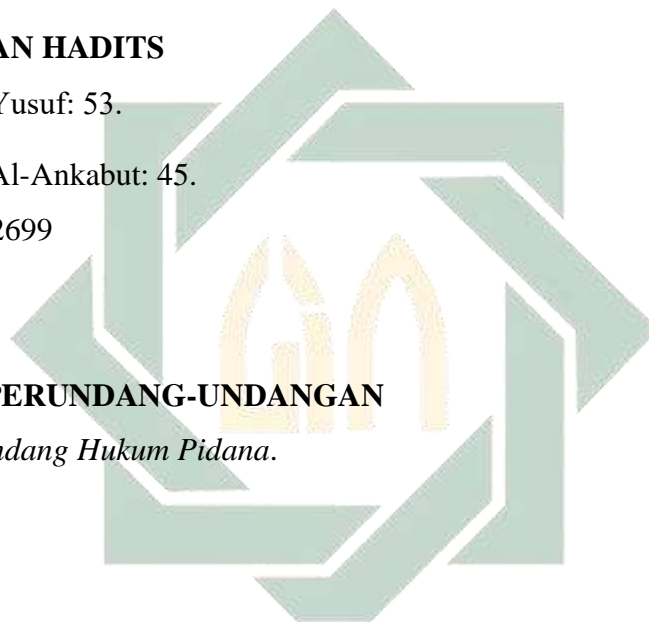 AN HADITS
Yusuf: 53.
Al-Ankabut: 45.
2699
PERUNDANG-UNDANGAN
ndang Hukum Pidana.